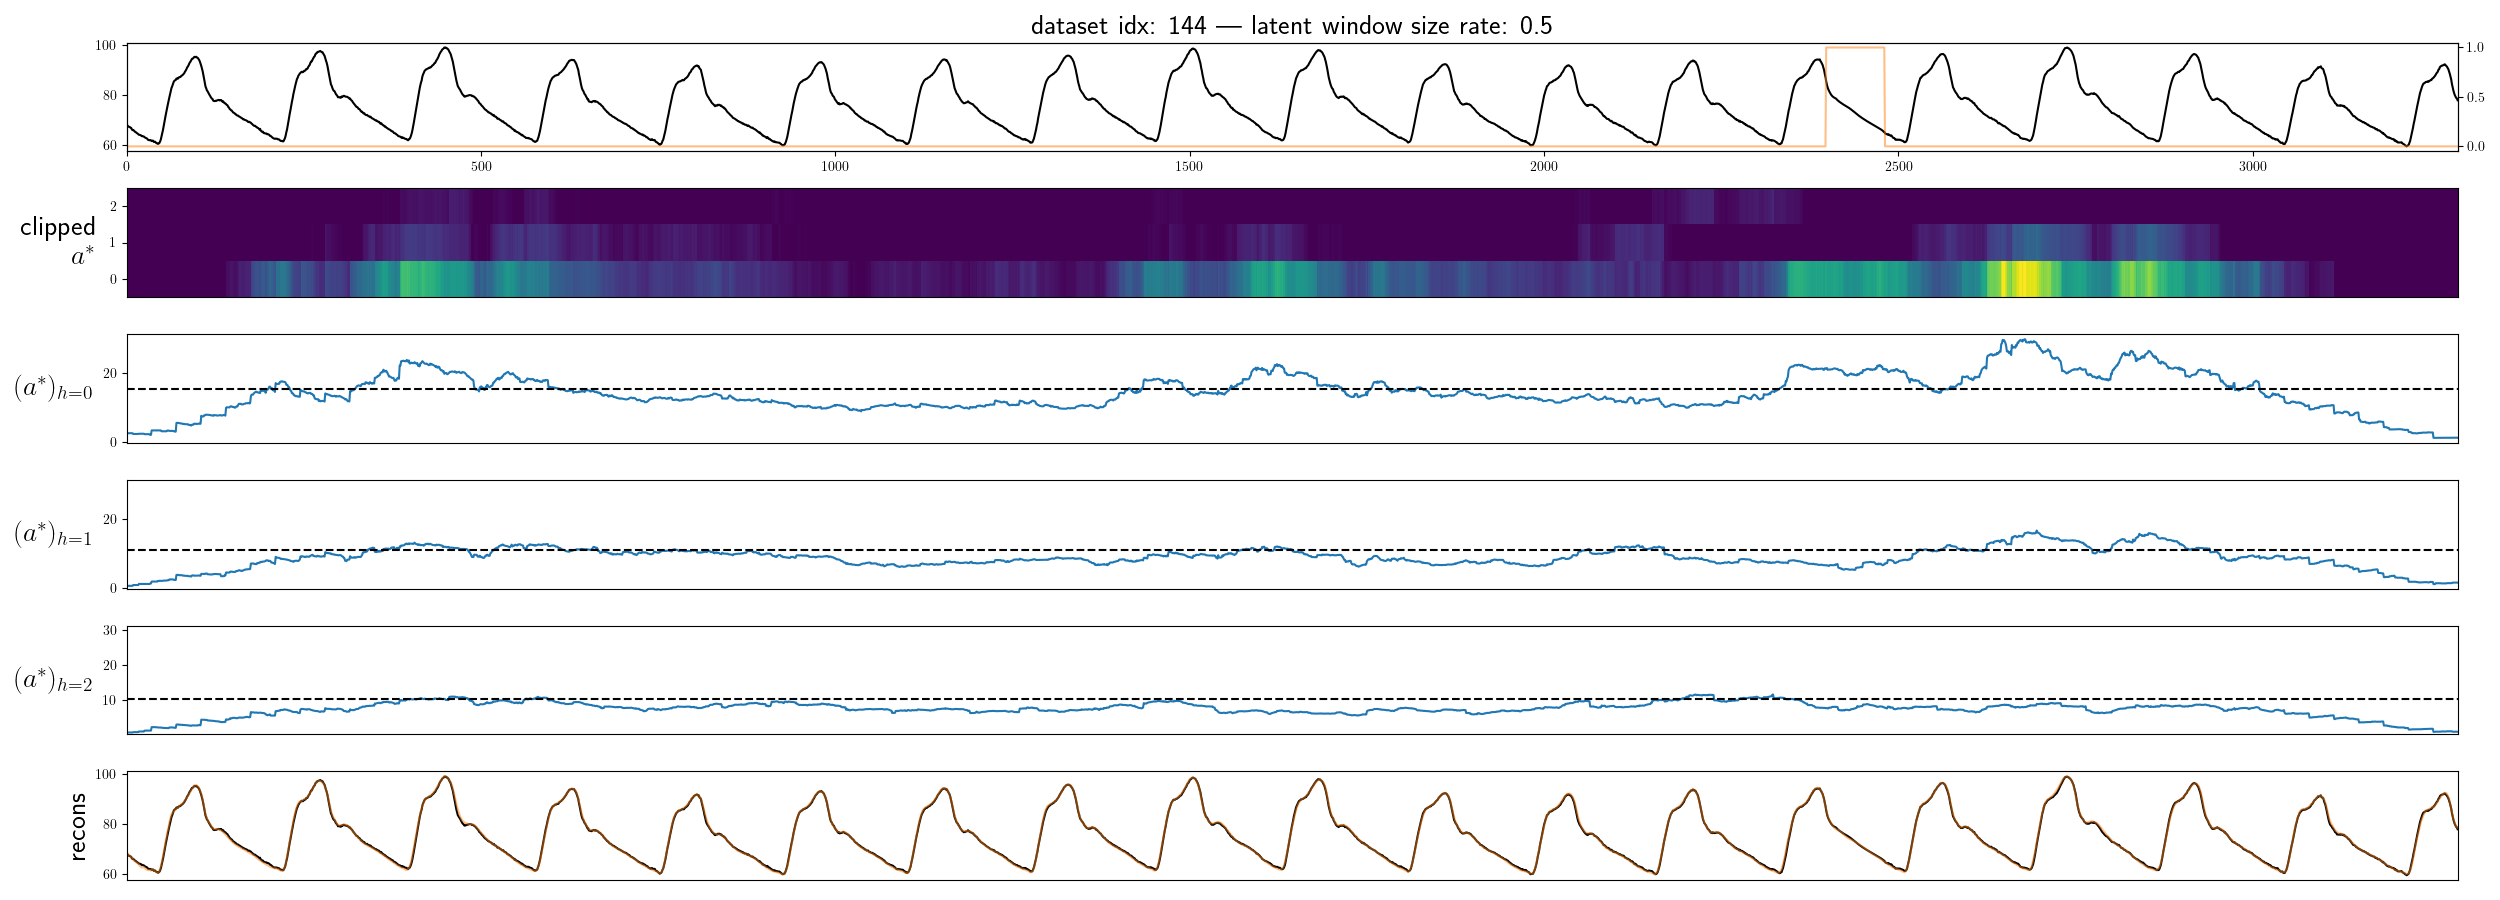 dataset idx: 144 — latent window size rate: 0.5
100
80
60
1.0
0.5
0.0
0 500 1000 1500 2000 2500 3000
clipped
a*
2
1
0
(a*)h=0
20
0
(a*)h=1
20
0
(a*)h=2
30
20
10
recons
100
80
60